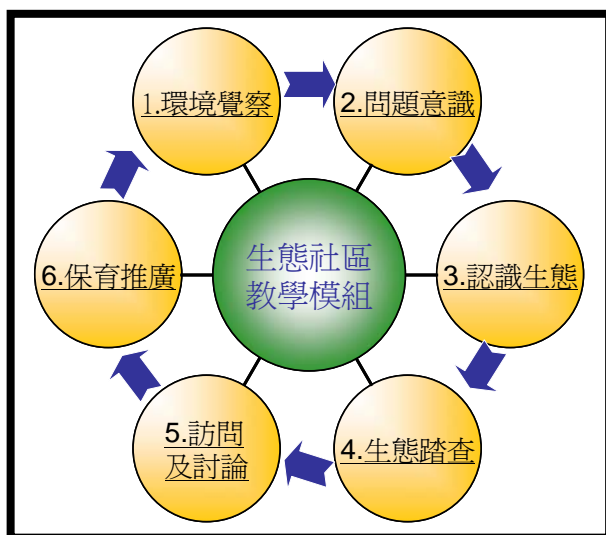 1.環境覺察
2.問題意識
3.認識生態
4.生態踏查
5.訪問
及討論
6.保育推廣
生態社區
教學模組